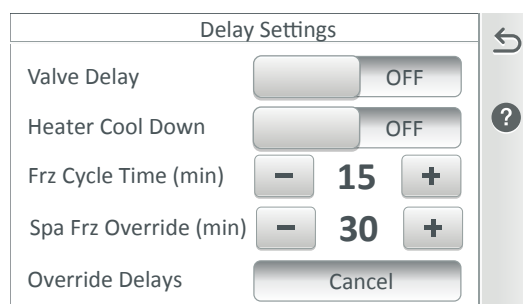 Delay Settings
Valve Delay OFF
Heater Cool Down OFF
Frz Cycle Time (min) − 15 +
Spa Frz Override (min) − 30 +
Override Delays Cancel
?